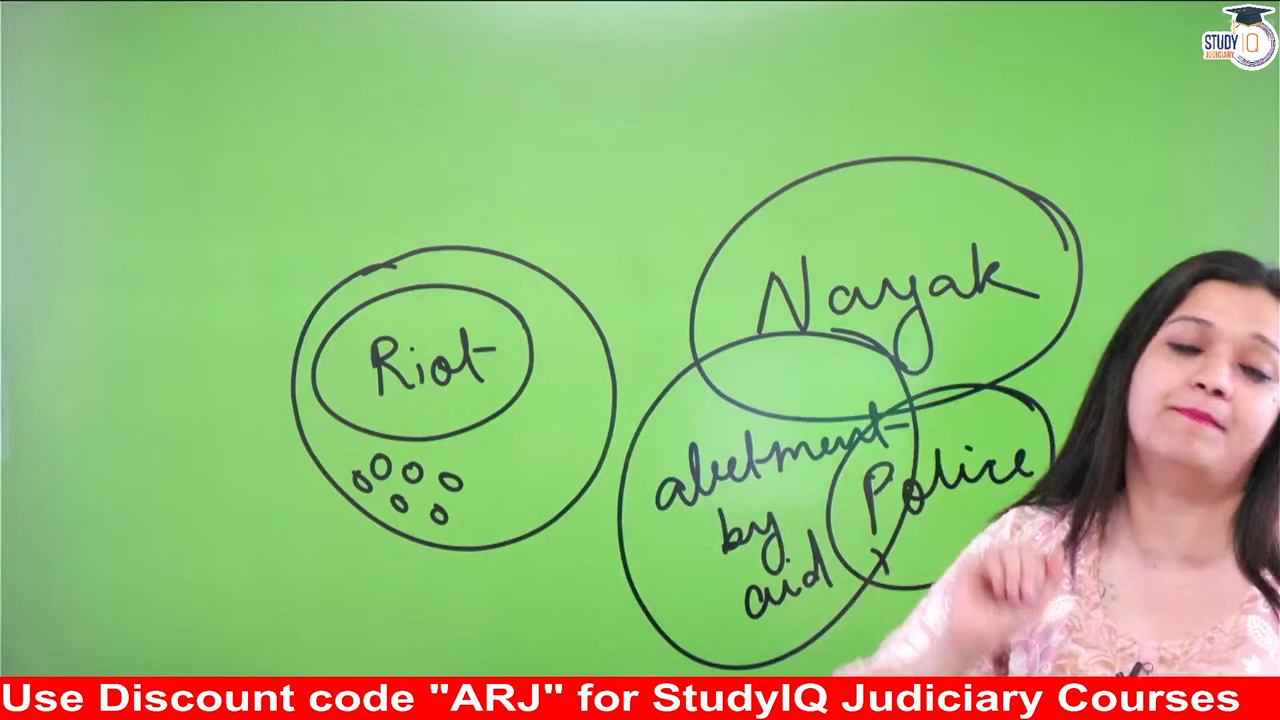 STUDY IQ
JUDICIARY
Nayak
Riot
abetment
by
aid
Police
Use Discount code "ARJ" for StudyIQ Judiciary Courses